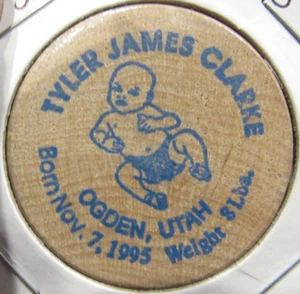 TYLER JAMES CLARKE
OGDEN, UTAH
Born Nov. 7, 1995 Weight 8 Lbs.